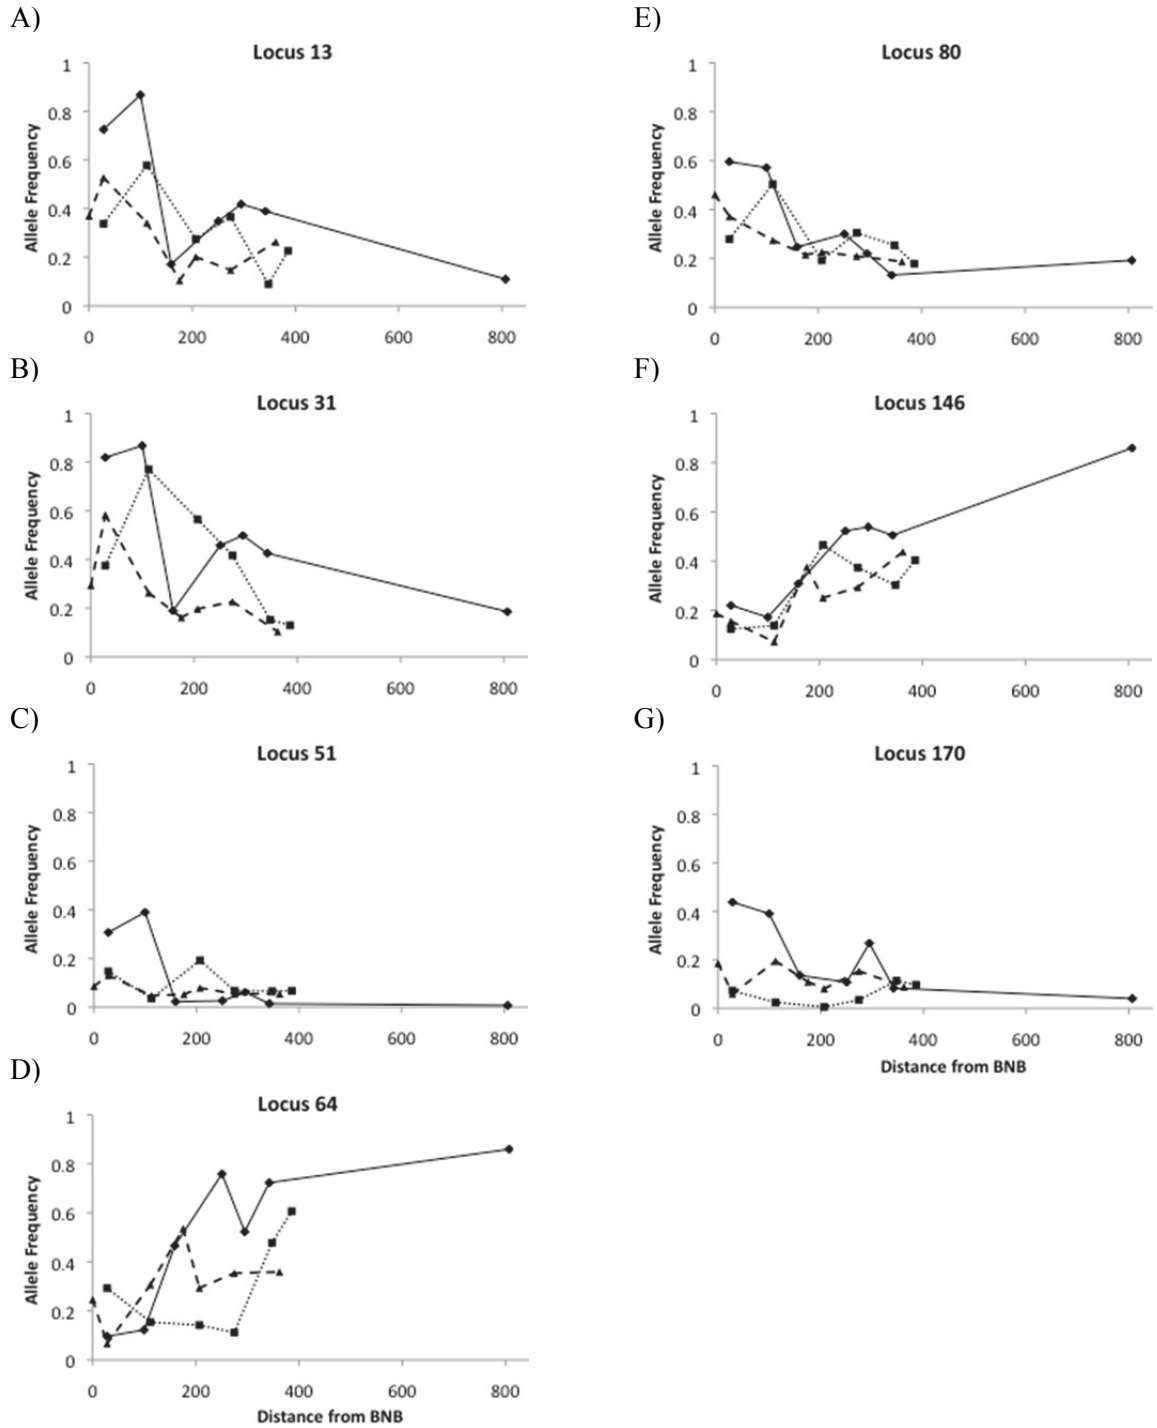 A)
Locus 13
Allele Frequency
1
0.8
0.6
0.4
0.2
0
0 200 400 600 800
B)
Locus 31
Allele Frequency
1
0.8
0.6
0.4
0.2
0
0 200 400 600 800
C)
Locus 51
Allele Frequency
1
0.8
0.6
0.4
0.2
0
0 200 400 600 800
D)
Locus 64
Allele Frequency
1
0.8
0.6
0.4
0.2
0
0 200 400 600 800
Distance from BNB
E)
Locus 80
Allele Frequency
1
0.8
0.6
0.4
0.2
0
0 200 400 600 800
F)
Locus 146
Allele Frequency
1
0.8
0.6
0.4
0.2
0
0 200 400 600 800
G)
Locus 170
Allele Frequency
1
0.8
0.6
0.4
0.2
0
0 200 400 600 800
Distance from BNB